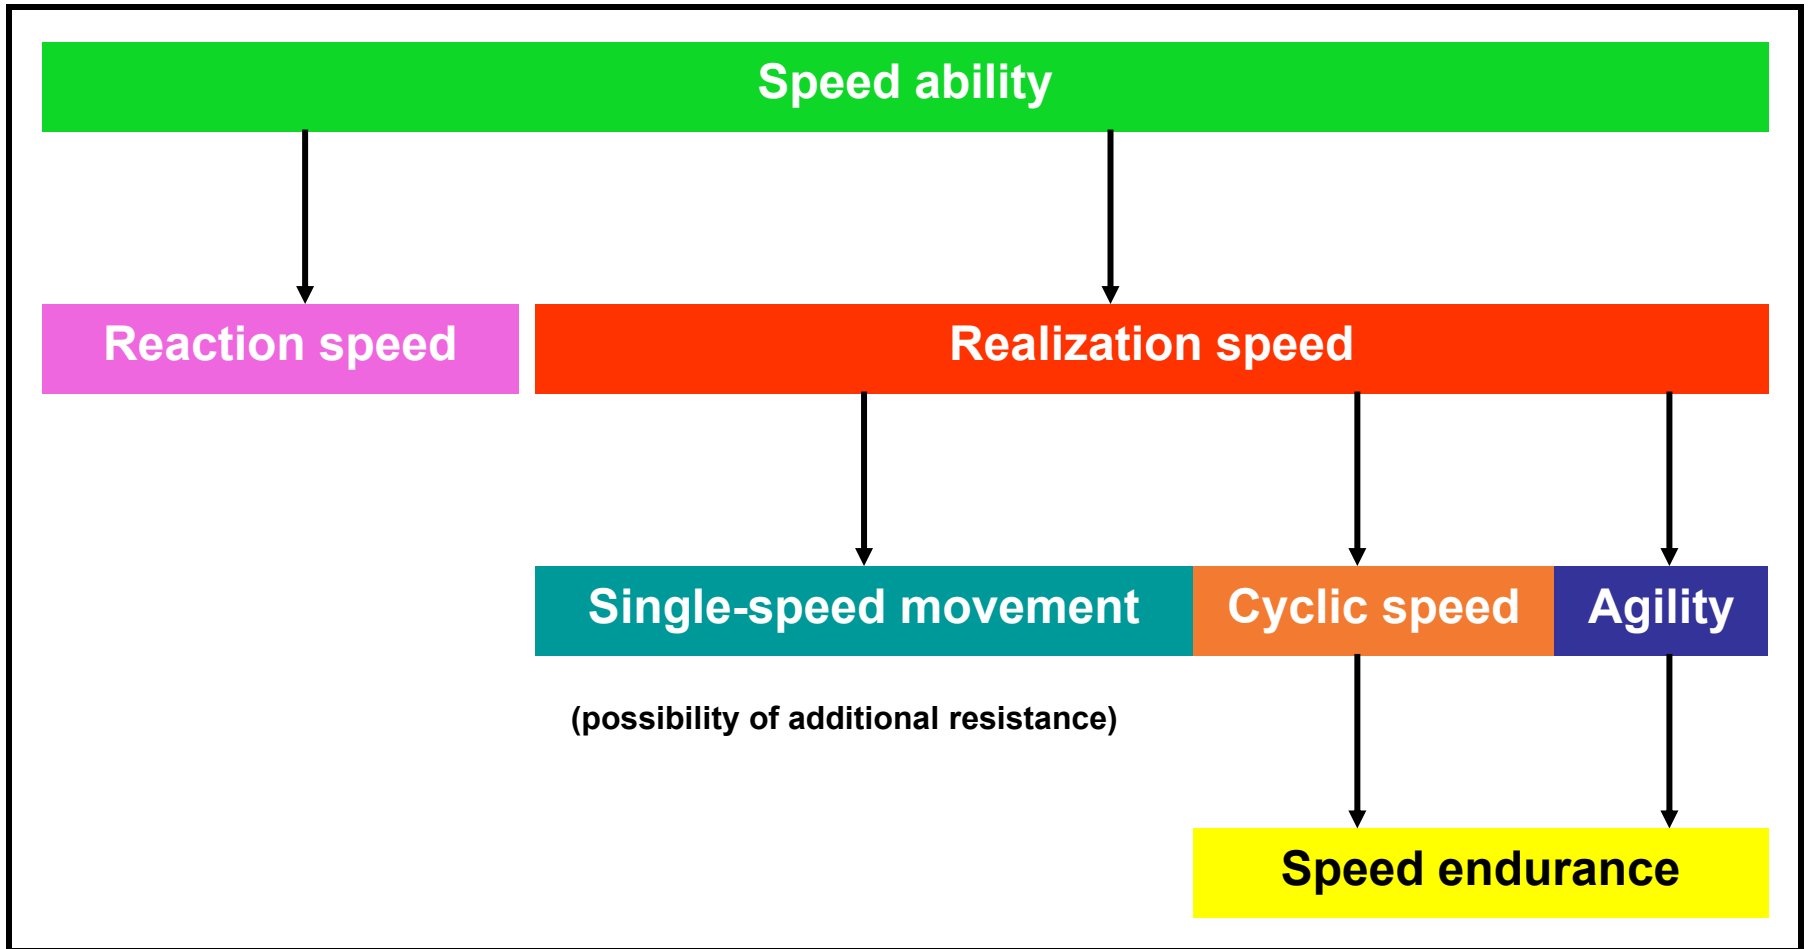 Speed ability
Reaction speed
Realization speed
Single-speed movement
Cyclic speed
Agility
(possibility of additional resistance)
Speed endurance